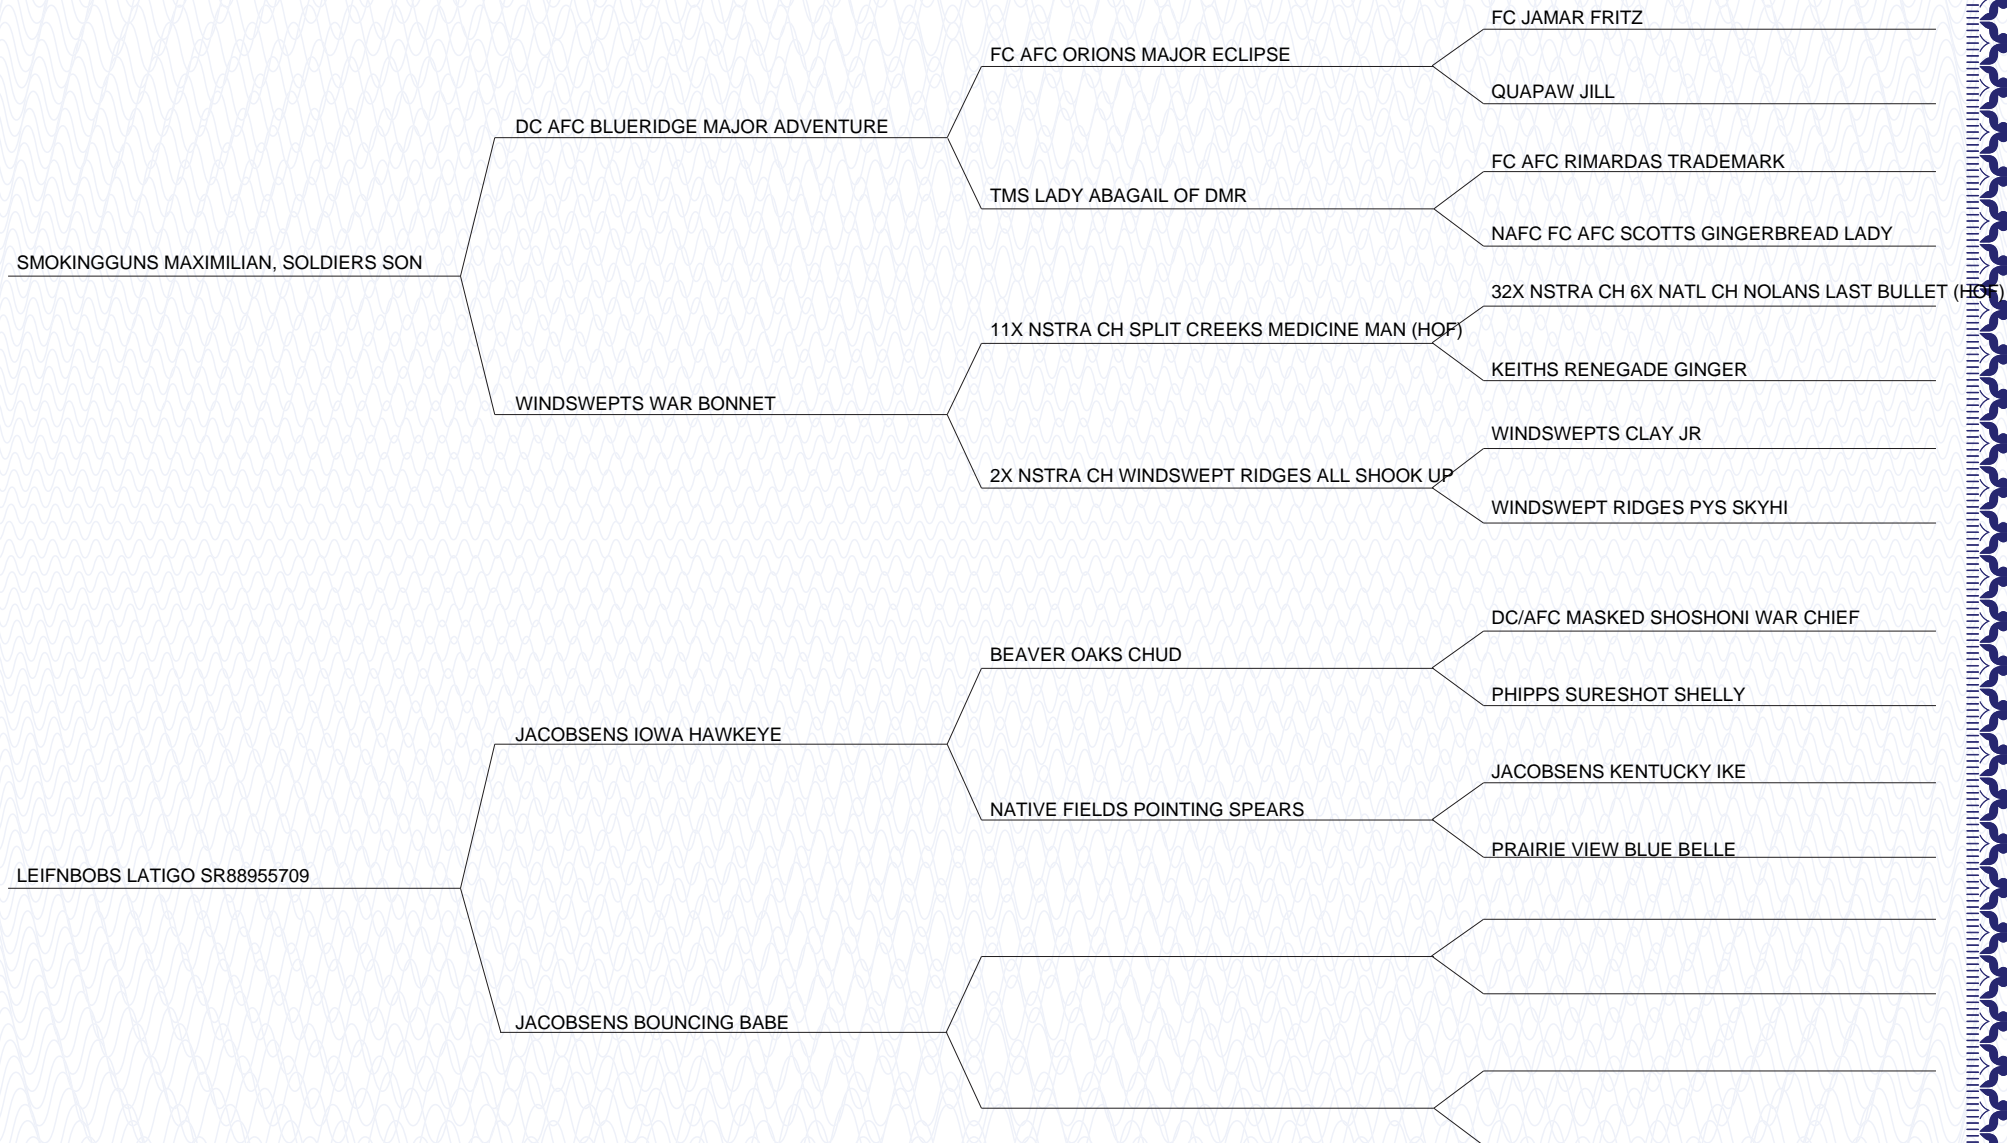 FC JAMAR FRITZ
FC AFC ORIONS MAJOR ECLIPSE
QUAPAW JILL
DC AFC BLUERIDGE MAJOR ADVENTURE
FC AFC RIMARDAS TRADEMARK
TMS LADY ABAGAIL OF DMR
NAFC FC AFC SCOTTS GINGERBREAD LADY
SMOKINGGUNS MAXIMILIAN, SOLDIERS SON
32X NSTRA CH 6X NATL CH NOLANS LAST BULLET (HOF)
11X NSTRA CH SPLIT CREEKS MEDICINE MAN (HOF)
KEITHS RENEGADE GINGER
WINDSWEPTS WAR BONNET
WINDSWEPTS CLAY JR
2X NSTRA CH WINDSWEPT RIDGES ALL SHOOK UP
WINDSWEPT RIDGES PYS SKYHI
DC/AFC MASKED SHOSHONI WAR CHIEF
BEAVER OAKS CHUD
PHIPPS SURESHOT SHELLY
JACOBSENS IOWA HAWKEYE
JACOBSENS KENTUCKY IKE
NATIVE FIELDS POINTING SPEARS
PRAIRIE VIEW BLUE BELLE
LEIFNBOBS LATIGO SR88955709
JACOBSENS BOUNCING BABE